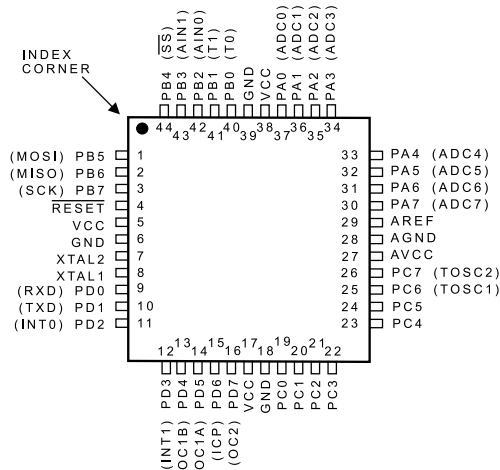 INDEX
CORNER
PB4 (SS)
PB3 (AIN1)
PB2 (AIN0)
PB1 (T1)
PB0 (T0)
GND
VCC
PA0 (ADC0)
PA1 (ADC1)
PA2 (ADC2)
PA3 (ADC3)
44
43
42
41
40
39
38
37
36
35
34
(MOSI) PB5 1
(MISO) PB6 2
(SCK) PB7 3
RESET 4
VCC 5
GND 6
XTAL2 7
XTAL1 8
(RXD) PD0 9
(TXD) PD1 10
(INT0) PD2 11
33 PA4 (ADC4)
32 PA5 (ADC5)
31 PA6 (ADC6)
30 PA7 (ADC7)
29 AREF
28 AGND
27 AVCC
26 PC7 (TOSC2)
25 PC6 (TOSC1)
24 PC5
23 PC4
12
13
14
15
16
17
18
19
20
21
22
(INT1) PD3
OC1B) PD4
OC1A) PD5
(ICP) PD6
(OC2) PD7
VCC
GND
PC0
PC1
PC2
PC3